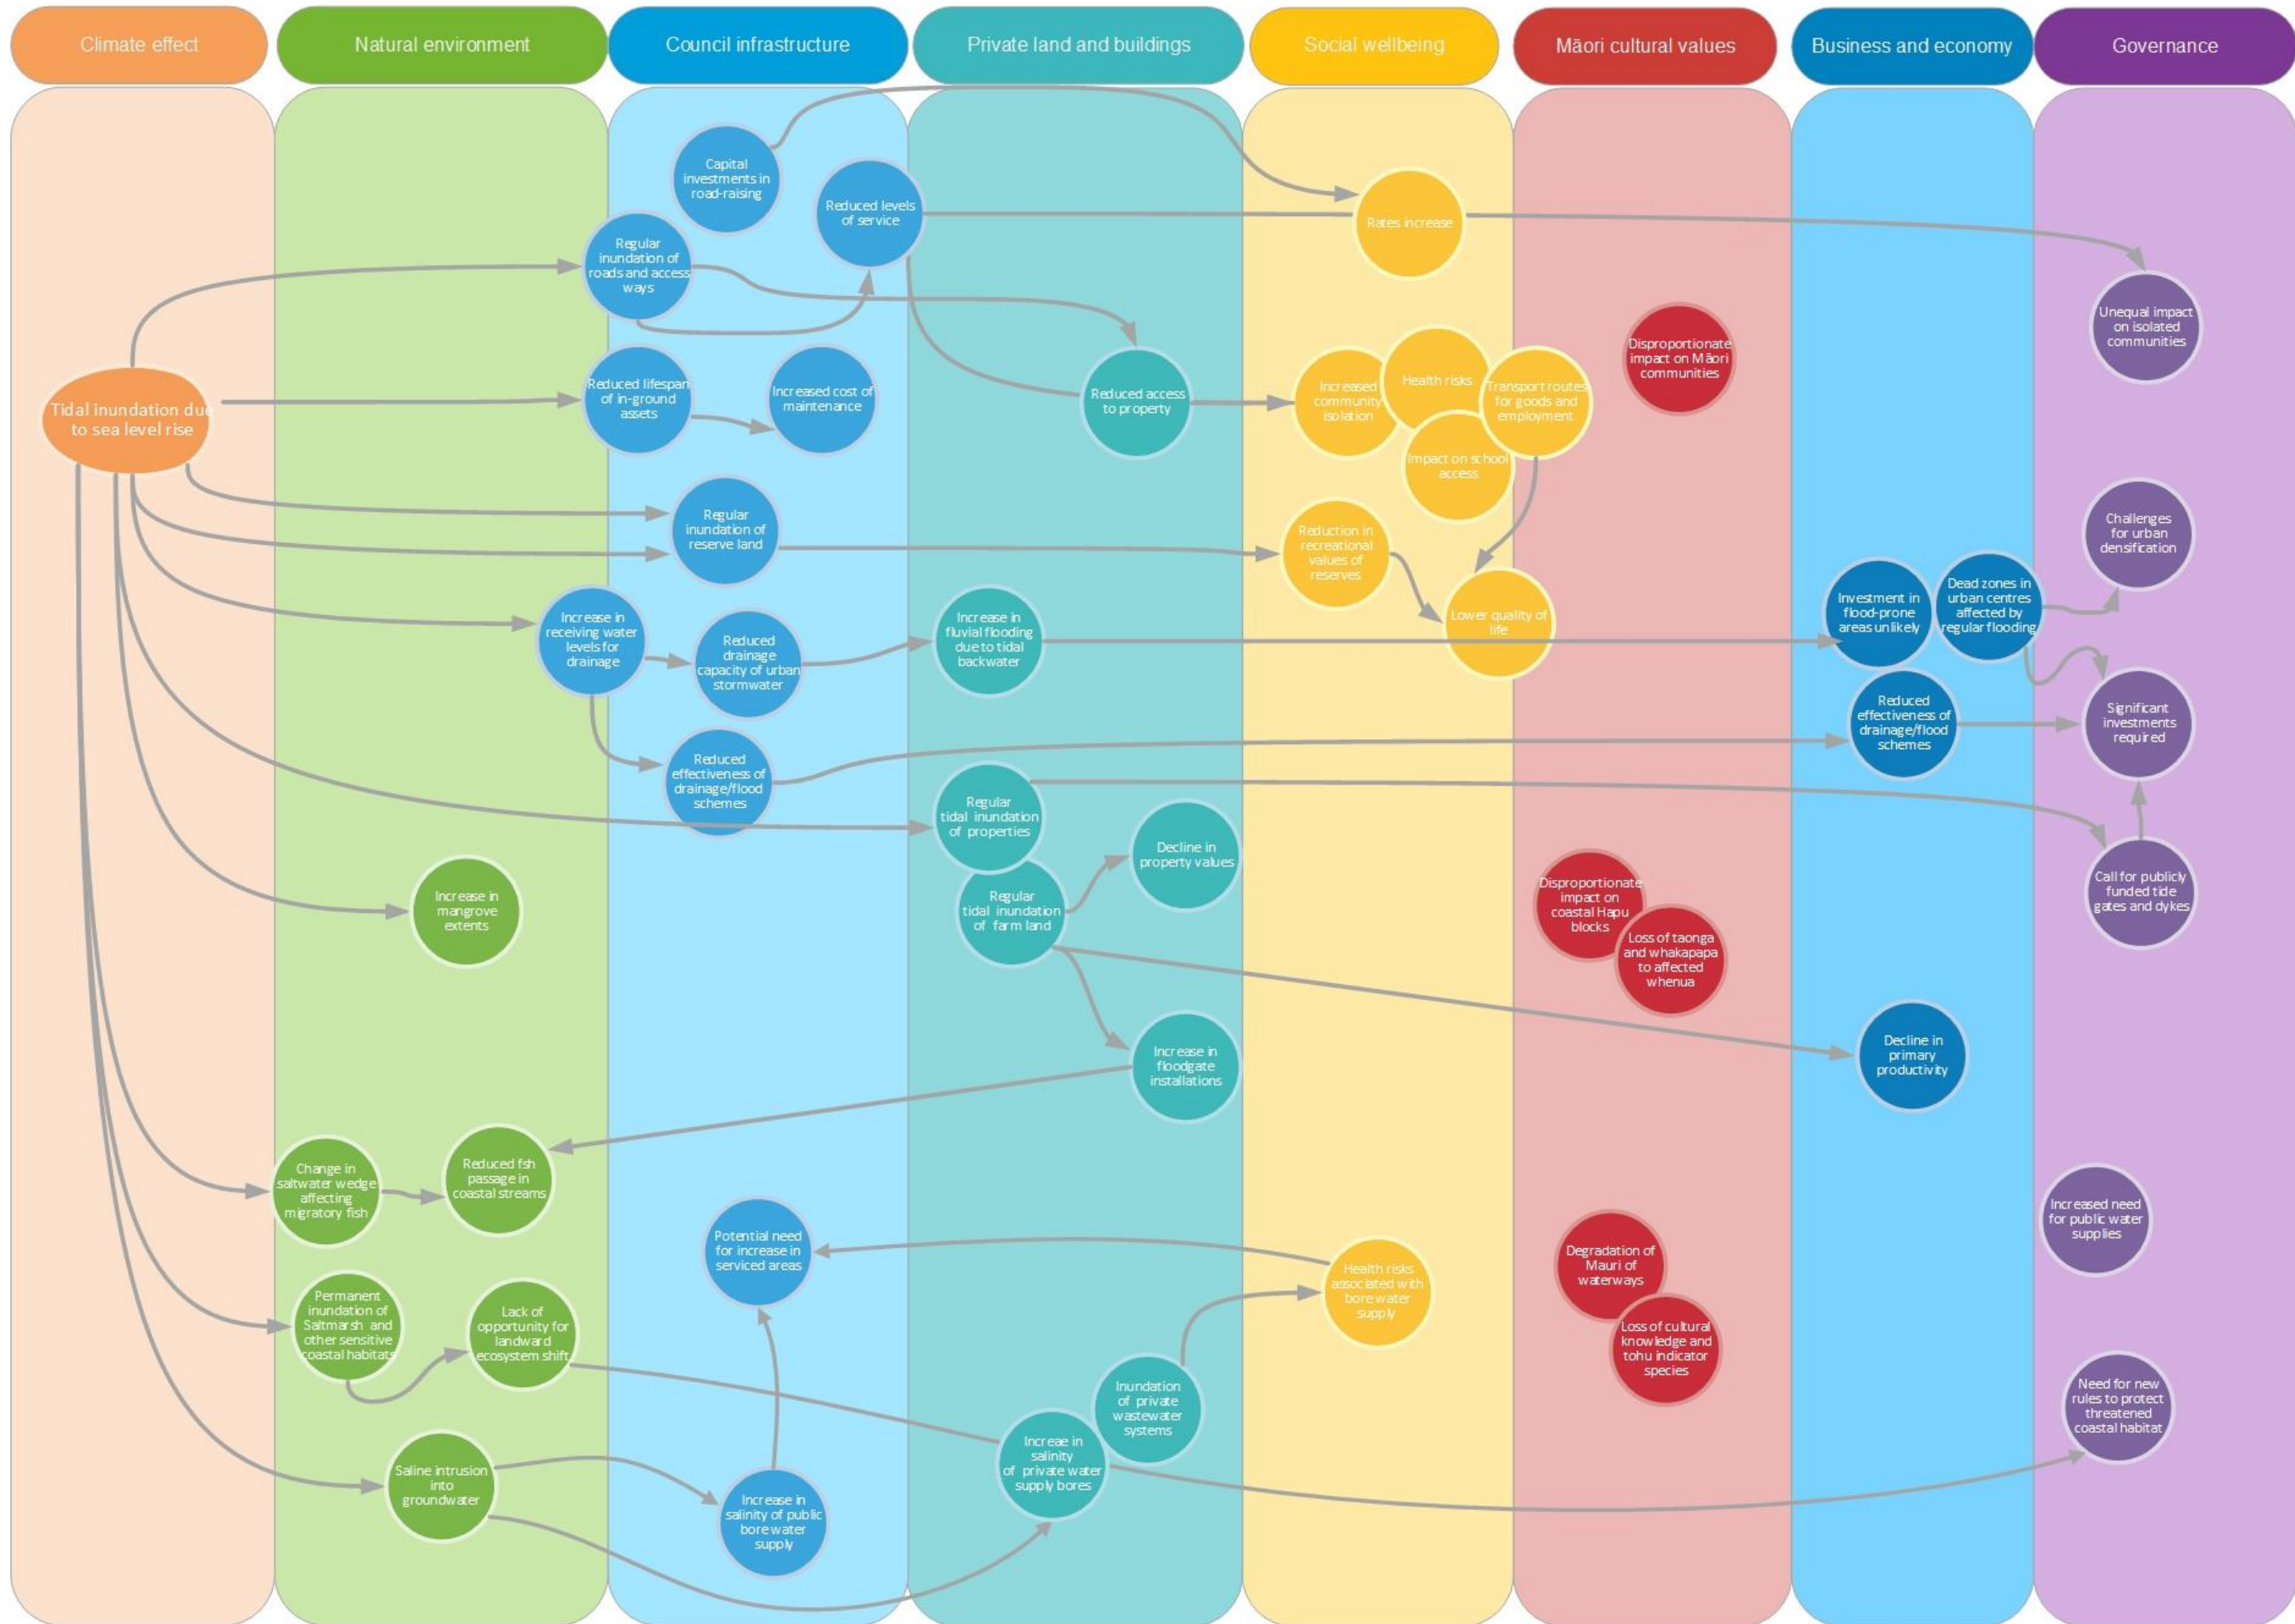 Climate effect
Natural environment
Council infrastructure
Private land and buildings
Social wellbeing
Māori cultural values
Business and economy
Governance
Tidal inundation due
to sea level rise
Increase in
mangrove
extents
Change in
saltwater wedge
affecting
migratory fish
Reduced fsh
passage in
coastal streams
Permanent
inundation of
Saltmarsh and
other sensitive
coastal habitats
Lack of
opportunity for
landward
ecosystem shift
Saline intrusion
into
groundwater
Capital
investments in
road-raising
Reduced levels
of service
Regular
inundation of
roads and access
ways
Reduced lifespan
of in-ground
assets
Increased cost of
maintenance
Regular
inundation of
reserve land
Increase in
receiving water
levels for
drainage
Reduced
drainage
capacity of urban
stormwater
Reduced
effectiveness of
drainage/flood
schemes
Potential need
for increase in
serviced areas
Increase in
salinity of public
bore water
supply
Reduced access
to property
Increase in
fluvial flooding
due to tidal
backwater
Regular
tidal inundation
of properties
Regular
tidal inundation
of farm land
Decline in
property values
Increase in
floodgate
installations
Inundation
of private
wastewater
systems
Increae in
salinity
of private water
supply bores
Rates increase
Increased
community
isolation
Health risks
Transport routes
for goods and
employment
Impact on school
access
Reduction in
recreational
values of
reserves
Lower quality of
life
Health risks
associated with
bore water
supply
Disproportionate
impact on Māori
communities
Disproportionate
impact on
coastal Hapu
blocks
Loss of taonga
and whakapapa
to affected
whenua
Degradation of
Mauri of
waterways
Loss of cultural
knowledge and
tohu indicator
species
Investment in
flood-prone
areas unlikely
Dead zones in
urban centres
affected by
regular flooding
Reduced
effectiveness of
drainage/flood
schemes
Decline in
primary
productivity
Unequal impact
on isolated
communities
Challenges
for urban
densification
Significant
investments
required
Call for publicly
funded tide
gates and dykes
Increased need
for public water
supplies
Need for new
rules to protect
threatened
coastal habitat